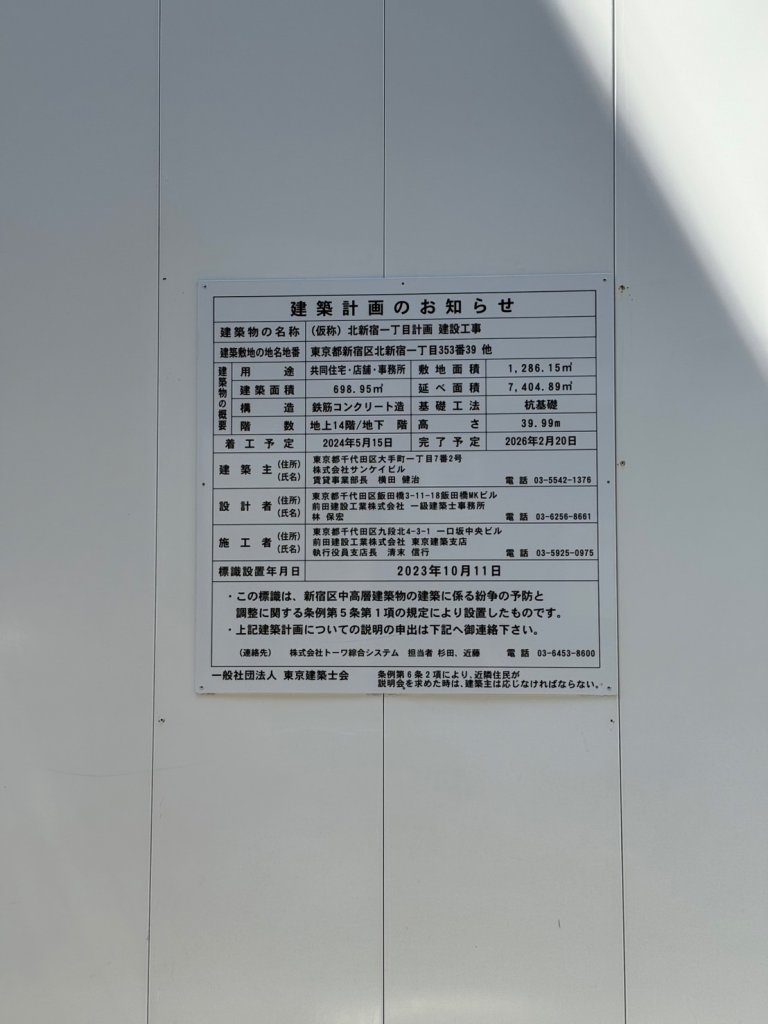 建築計画のお知らせ
建築物の名称 (仮称) 北新宿一丁目計画 建設工事
建築敷地の地名地番 東京都新宿区北新宿一丁目353番39 他
建築物の概要
用途 共同住宅・店舗・事務所 敷地面積 1,286.15㎡
建築面積 698.95㎡ 延べ面積 7,404.89㎡
構造 鉄筋コンクリート造 基礎工法 杭基礎
階数 地上14階/地下 階 高さ 39.99m
着工予定 2024年5月15日 完了予定 2026年2月20日
建築主 (住所) (氏名)
東京都千代田区大手町一丁目7番2号
株式会社サンケイビル
賃貸事業部長 横田 健治 電話 03-5542-1376
設計者 (住所) (氏名)
東京都千代田区飯田橋3-11-18飯田橋MKビル
前田建設工業株式会社 一級建築士事務所
林 保宏 電話 03-6256-8661
施工者 (住所) (氏名)
東京都千代田区九段北4-3-1 一口坂中央ビル
前田建設工業株式会社 東京建築支店
執行役員支店長 清末 信行 電話 03-5925-0975
標識設置年月日 2023年10月11日
・この標識は、新宿区中高層建築物の建築に係る紛争の予防と
調整に関する条例第5条第1項の規定により設置したものです。
・上記建築計画についての説明の申出は下記へ御連絡下さい。
(連絡先) 株式会社トーワ綜合システム 担当者 杉田、近藤 電話 03-6453-8600
一般社団法人 東京建築士会
条例第6条2項により、近隣住民が
説明会を求めた時は、建築主は応じなければならない。